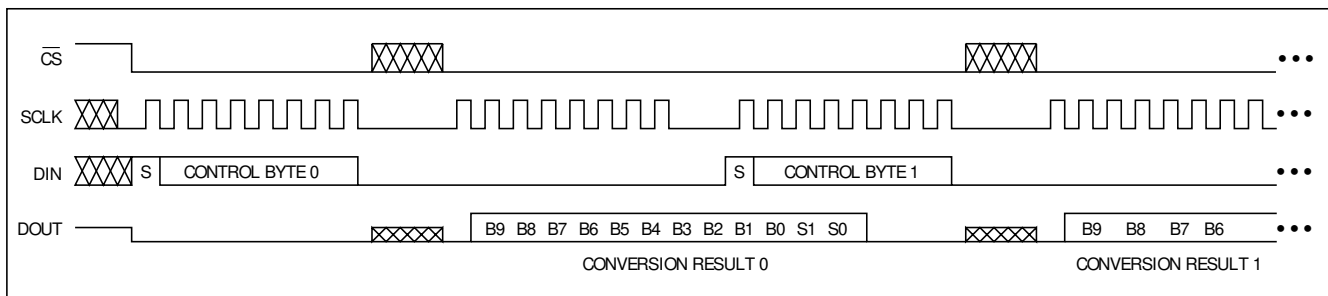 CS
•••
SCLK
•••
DIN S CONTROL BYTE 0 S CONTROL BYTE 1
•••
DOUT B9 B8 B7 B6 B5 B4 B3 B2 B1 B0 S1 S0 B9 B8 B7 B6
•••
CONVERSION RESULT 0 CONVERSION RESULT 1